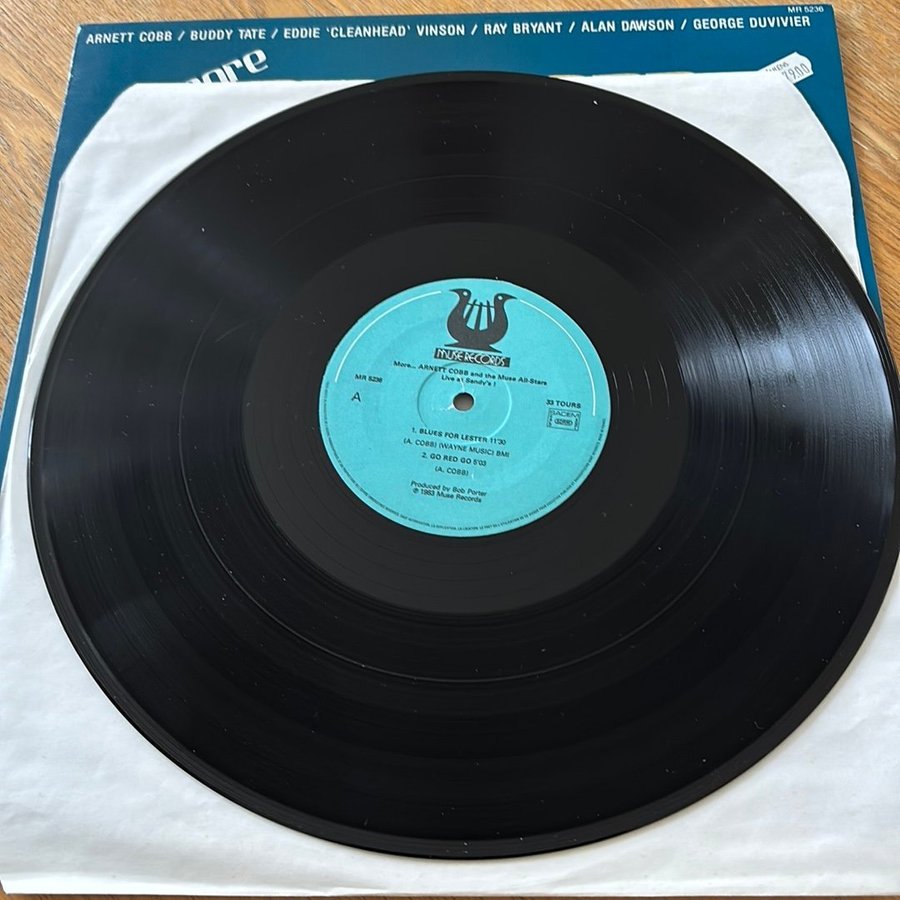 MR 5236
ARNETT COBB / BUDDY TATE / EDDIE 'CLEANHEAD' VINSON / RAY BRYANT / ALAN DAWSON / GEORGE DUVIVIER
more
79.00
MUSE RECORDS
More... ARNETT COBB and the Muse All-Stars
Live at Sandy's !
MR 5236
33 TOURS
A
SACEM
1. BLUES FOR LESTER 11'30
(A. COBB) (WAYNE MUSIC) BMI
2. GO RED GO 5'03
(A. COBB)
Produced by Bob Porter
℗ 1983 Muse Records